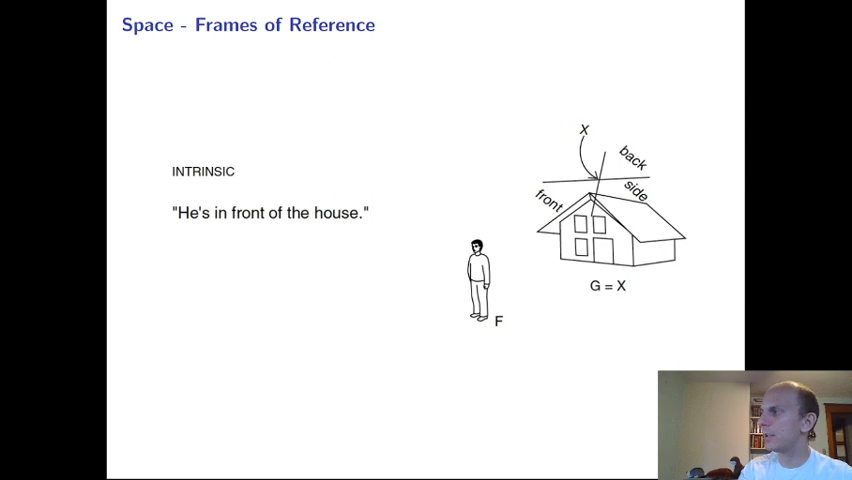 Space - Frames of Reference
X
back
INTRINSIC
side
front
"He's in front of the house."
G = X
F